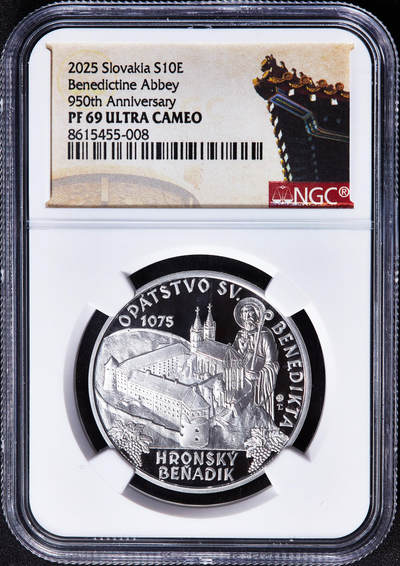 2025 Slovakia S10E
Benedictine Abbey
950th Anniversary
PF 69 ULTRA CAMEO
8615455-008
NGC®
OPÁTSTVO SV. BENEDIKTA
1075
HRONSKÝ
BEŇADIK